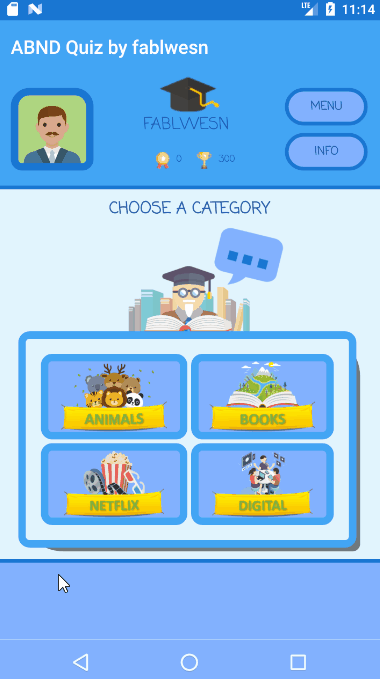 LTE 11:14
ABND Quiz by fablwesn
FABLWESN
MENU
0 300
INFO
CHOOSE A CATEGORY
ANIMALS BOOKS
NETFLIX DIGITAL